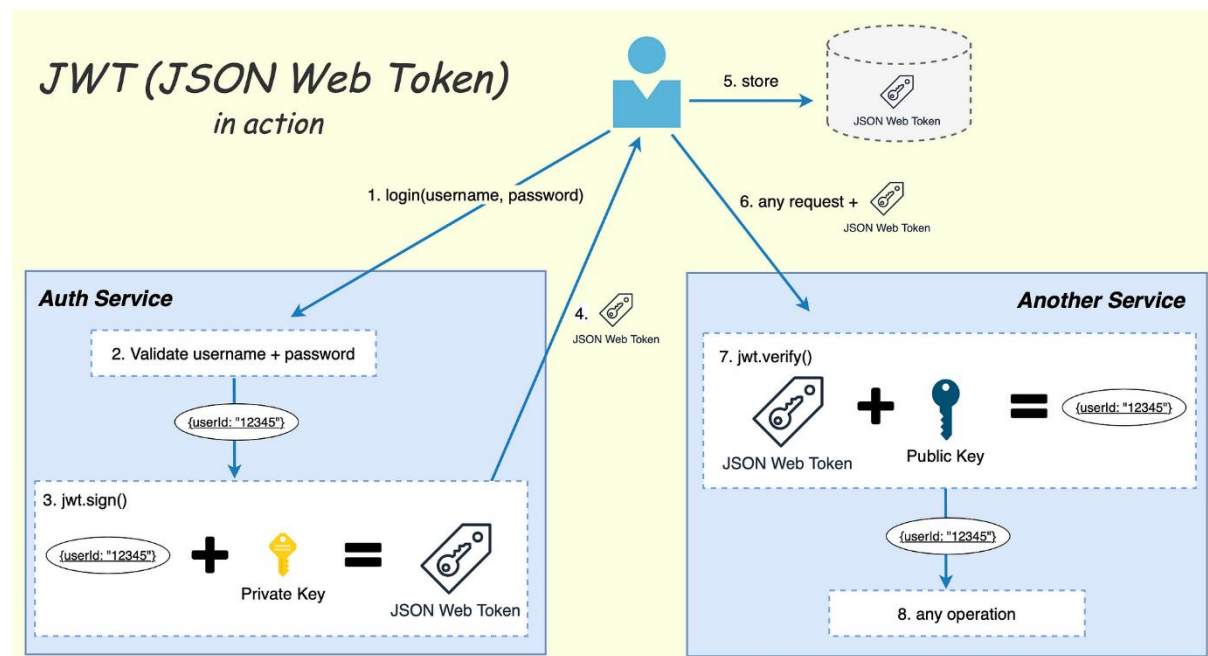 JWT (JSON Web Token)
in action
5. store
JSON Web Token
1. login(username, password)
6. any request +
JSON Web Token
Auth Service
2. Validate username + password
{userId: "12345"}
3. jwt.sign()
{userId: "12345"}
Private Key
JSON Web Token
4.
JSON Web Token
Another Service
7. jwt.verify()
JSON Web Token
Public Key
{userId: "12345"}
{userId: "12345"}
8. any operation